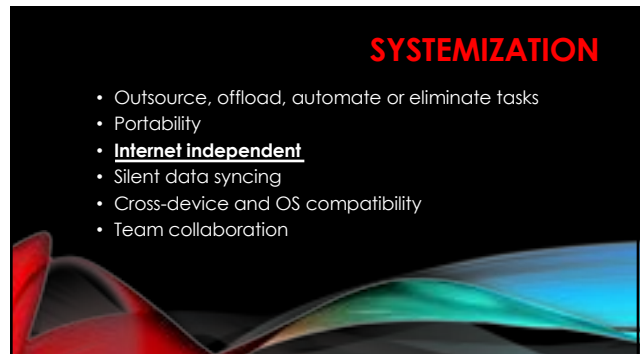 SYSTEMIZATION
• Outsource, offload, automate or eliminate tasks
• Portability
• Internet independent
• Silent data syncing
• Cross-device and OS compatibility
• Team collaboration